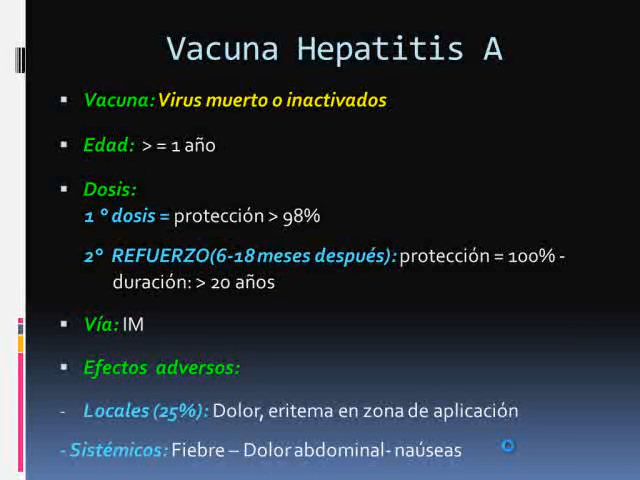 Vacuna Hepatitis A
▪ Vacuna: Virus muerto o inactivados
▪ Edad: > = 1 año
▪ Dosis:
1 ° dosis = protección > 98%
2° REFUERZO(6-18 meses después): protección = 100% -
duración: > 20 años
▪ Vía: IM
▪ Efectos adversos:
- Locales (25%): Dolor, eritema en zona de aplicación
- Sistémicos: Fiebre – Dolor abdominal- naúseas